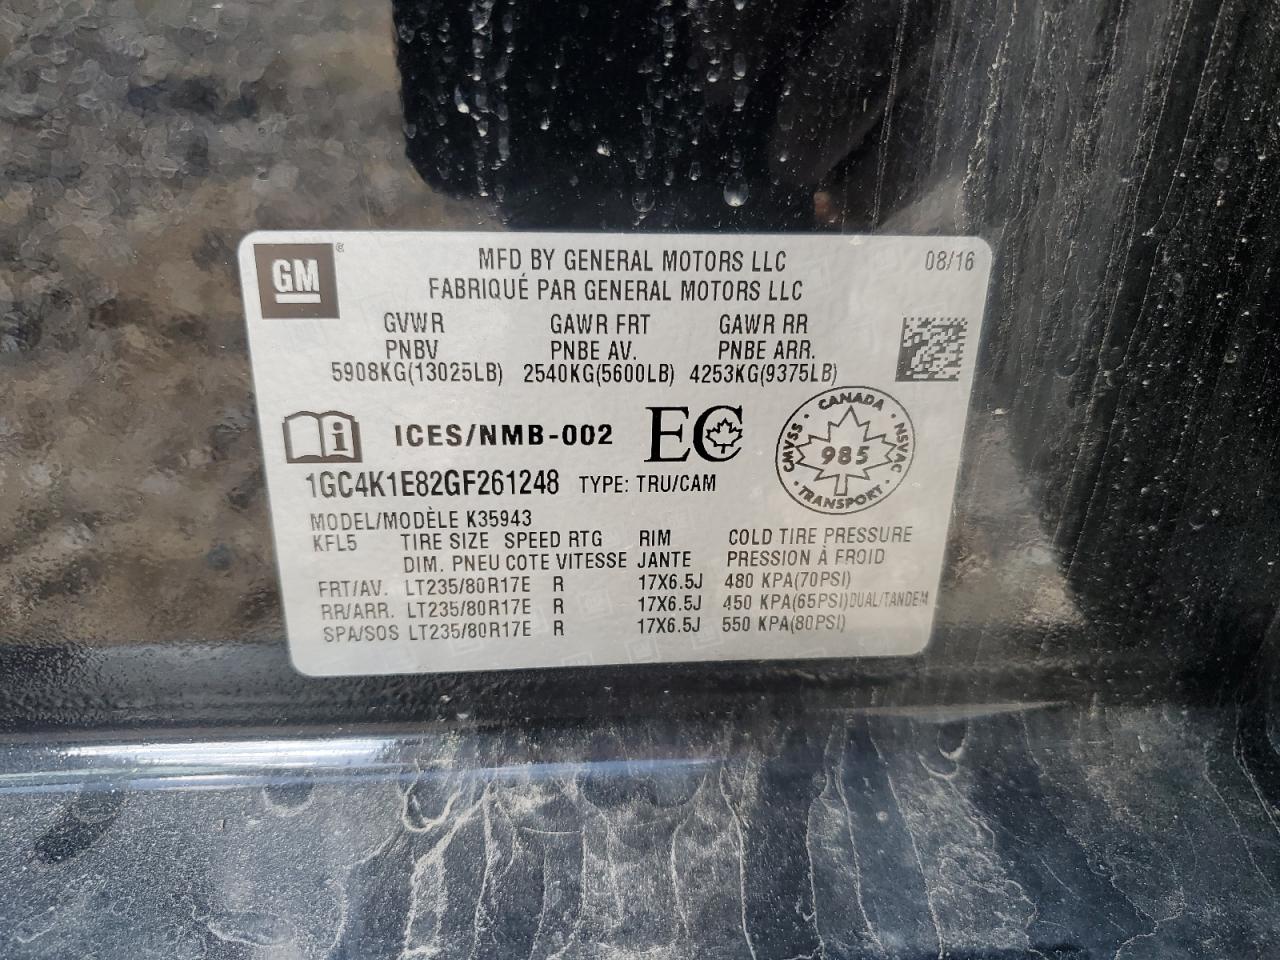 GM ®
MFD BY GENERAL MOTORS LLC
08/16
FABRIQUÉ PAR GENERAL MOTORS LLC
GVWR GAWR FRT GAWR RR
PNBV PNBE AV. PNBE ARR.
5908KG(13025LB) 2540KG(5600LB) 4253KG(9375LB)
i ICES/NMB-002 EC
CANADA
CMVSS 985 NSVAC
TRANSPORT
1GC4K1E82GF261248 TYPE: TRU/CAM
MODEL/MODÈLE K35943
KFL5 TIRE SIZE SPEED RTG RIM COLD TIRE PRESSURE
DIM. PNEU COTE VITESSE JANTE PRESSION À FROID
FRT/AV. LT235/80R17E R 17X6.5J 480 KPA(70PSI)
RR/ARR. LT235/80R17E R 17X6.5J 450 KPA(65PSI)DUAL/TANDEM
SPA/SOS LT235/80R17E R 17X6.5J 550 KPA(80PSI)